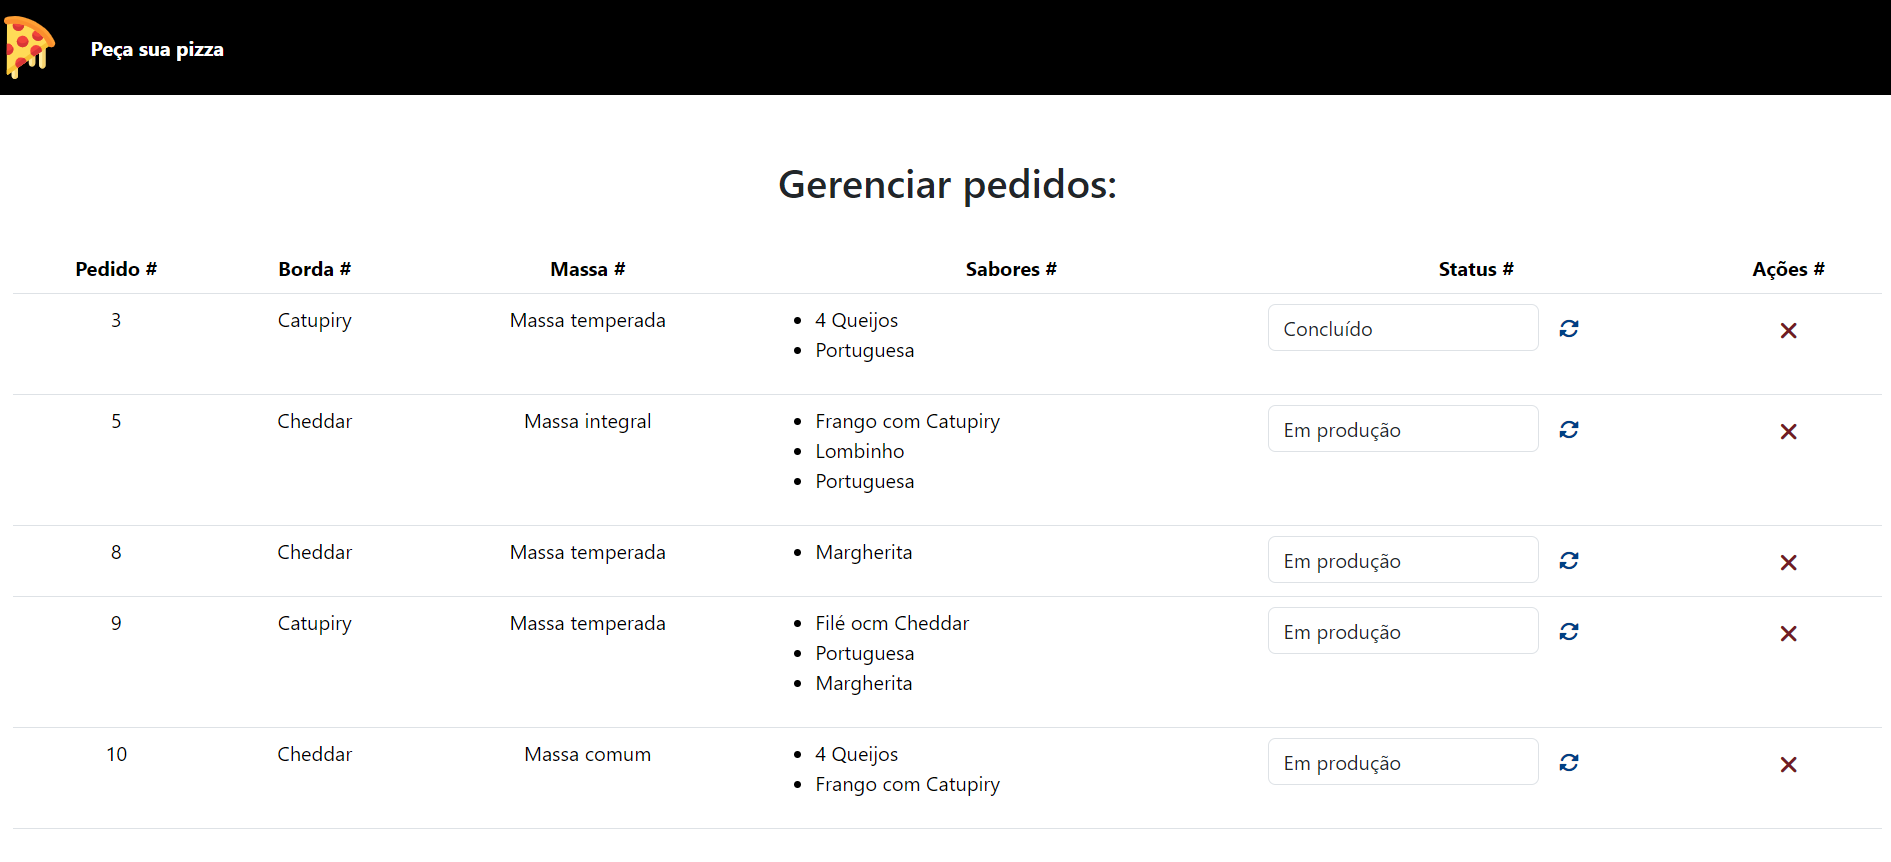 Peça sua pizza
Gerenciar pedidos:
Pedido # Borda # Massa # Sabores # Status # Ações #
3 Catupiry Massa temperada 4 Queijos Concluído
Portuguesa
5 Cheddar Massa integral Frango com Catupiry Em produção
Lombinho
Portuguesa
8 Cheddar Massa temperada Margherita Em produção
9 Catupiry Massa temperada Filé ocm Cheddar Em produção
Portuguesa
Margherita
10 Cheddar Massa comum 4 Queijos Em produção
Frango com Catupiry